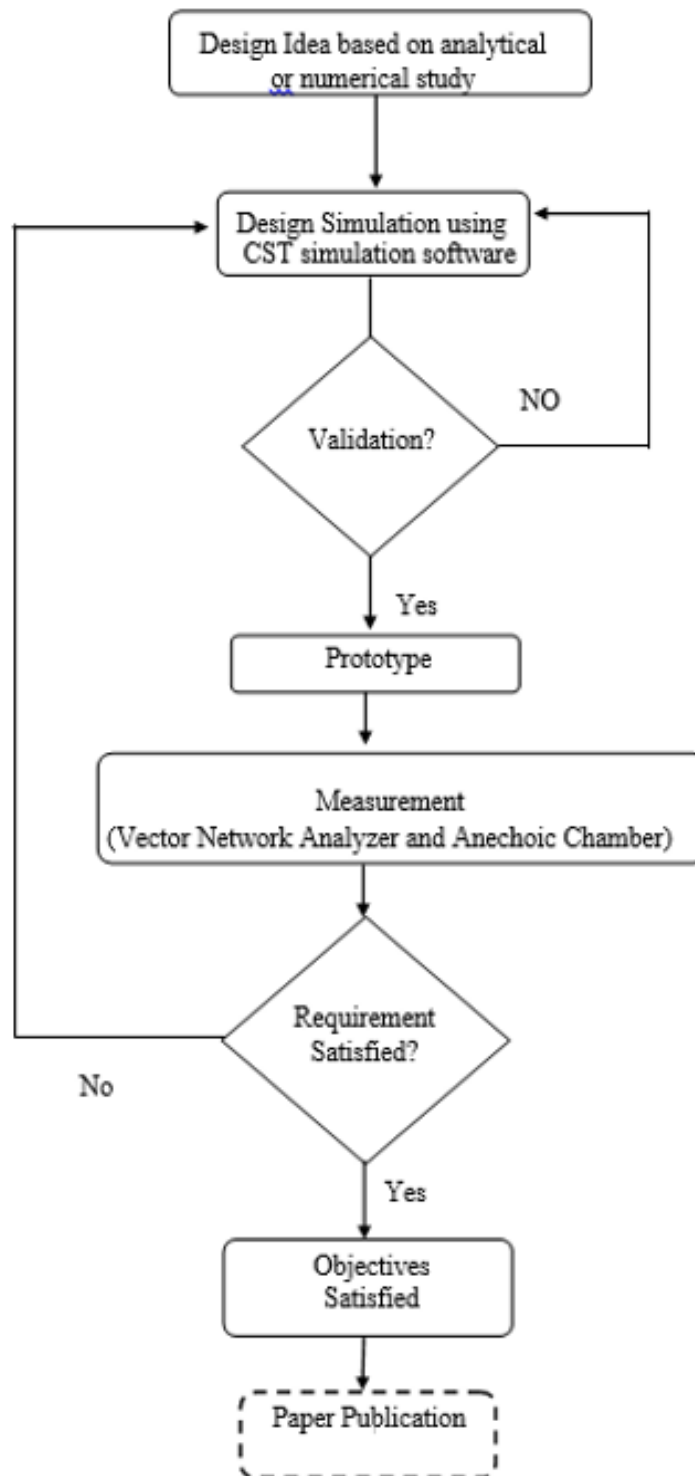 Design Idea based on analytical
or numerical study
Design Simulation using
CST simulation software
NO
Validation?
Yes
Prototype
Measurement
(Vector Network Analyzer and Anechoic Chamber)
Requirement
Satisfied?
No
Yes
Objectives
Satisfied
Paper Publication